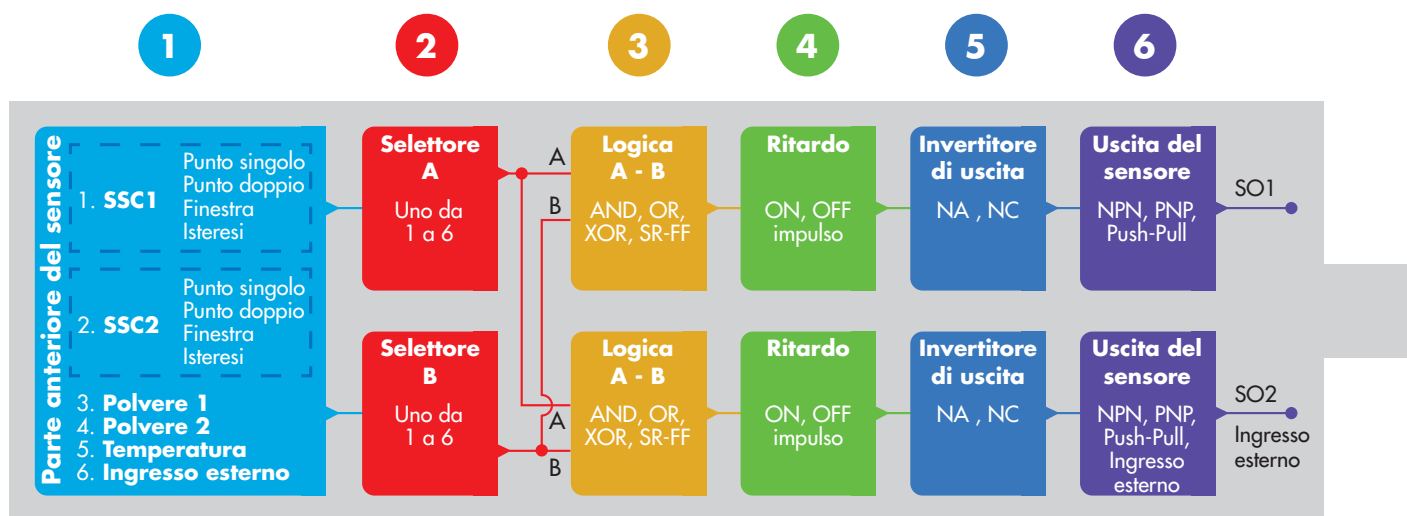 1
2
3
4
5
6
Parte anteriore del sensore
1. SSC1
Punto singolo
Punto doppio
Finestra
Isteresi
2. SSC2
Punto singolo
Punto doppio
Finestra
Isteresi
3. Polvere 1
4. Polvere 2
5. Temperatura
6. Ingresso esterno
Selettore
A
Uno da
1 a 6
A
B
Logica
A - B
AND, OR,
XOR, SR-FF
Ritardo
ON, OFF
impulso
Invertitore
di uscita
NA , NC
Uscita del
sensore
NPN, PNP,
Push-Pull
SO1
Selettore
B
Uno da
1 a 6
A
B
Logica
A - B
AND, OR,
XOR, SR-FF
Ritardo
ON, OFF
impulso
Invertitore
di uscita
NA , NC
Uscita del
sensore
NPN, PNP,
Push-Pull,
Ingresso
esterno
SO2
Ingresso
esterno